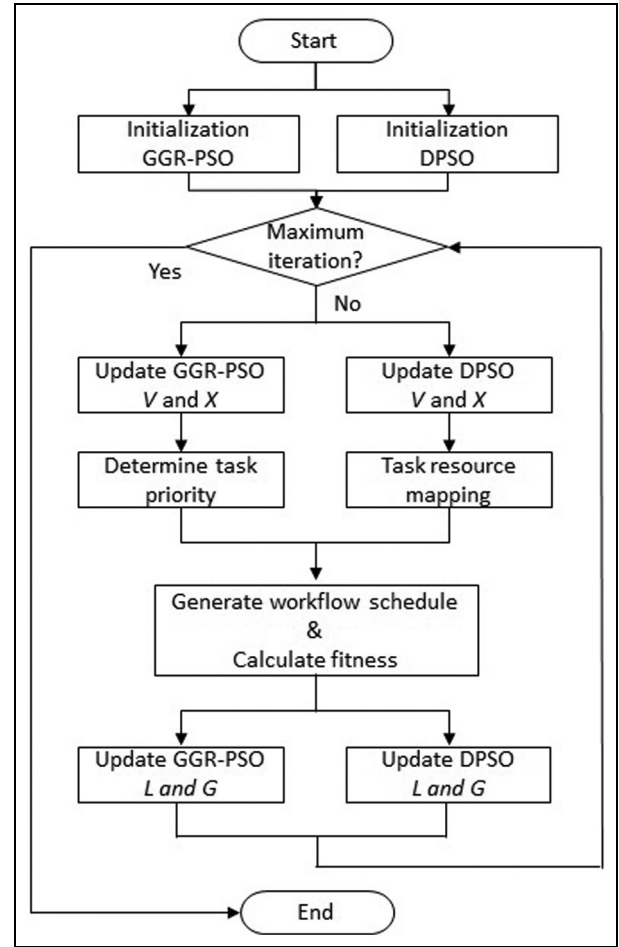 Start
Initialization
GGR-PSO
Initialization
DPSO
Maximum
iteration?
Yes
No
Update GGR-PSO
V and X
Update DPSO
V and X
Determine task
priority
Task resource
mapping
Generate workflow schedule
&
Calculate fitness
Update GGR-PSO
L and G
Update DPSO
L and G
End